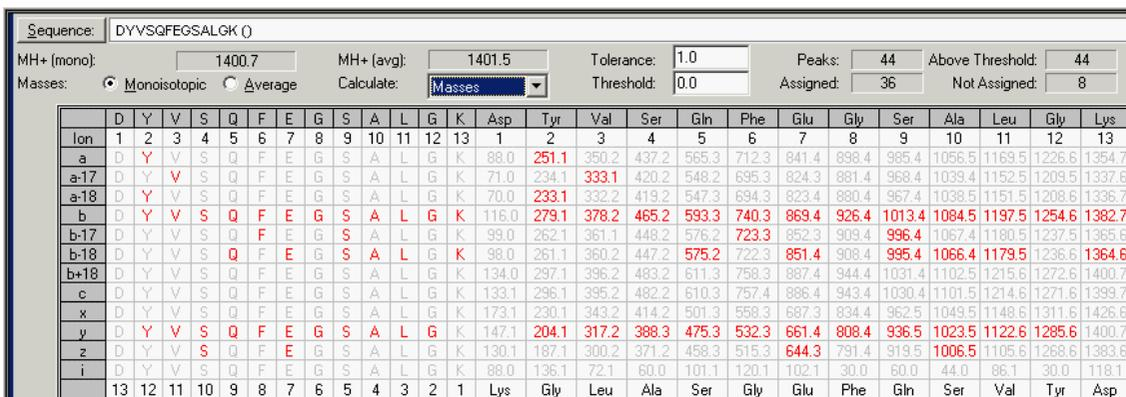 Sequence: DYVSQFEGSALGK ()
MH+ (mono): 1400.7 MH+ (avg): 1401.5 Tolerance: 1.0 Peaks: 44 Above Threshold: 44
Masses: Monoisotopic Average Calculate: Masses Threshold: 0.0 Assigned: 36 Not Assigned: 8
D Y V S Q F E G S A L G K Asp Tyr Val Ser Gln Phe Glu Gly Ser Ala Leu Gly Lys
Ion 1 2 3 4 5 6 7 8 9 10 11 12 13 1 2 3 4 5 6 7 8 9 10 11 12 13
a D Y V S Q F E G S A L G K 88.0 251.1 350.2 437.2 565.3 712.3 841.4 898.4 985.4 1056.5 1169.5 1226.6 1354.7
a-17 D Y V S Q F E G S A L G K 71.0 234.1 333.1 420.2 548.2 695.3 824.3 881.4 968.4 1039.4 1152.5 1209.5 1337.6
a-18 D Y V S Q F E G S A L G K 70.0 233.1 332.2 419.2 547.3 694.3 823.4 880.4 967.4 1038.5 1151.5 1208.6 1336.7
b D Y V S Q F E G S A L G K 116.0 279.1 378.2 465.2 593.3 740.3 869.4 926.4 1013.4 1084.5 1197.5 1254.6 1382.7
b-17 D Y V S Q F E G S A L G K 99.0 262.1 361.1 448.2 576.2 723.3 852.3 909.4 996.4 1067.4 1180.5 1237.5 1365.6
b-18 D Y V S Q F E G S A L G K 98.0 261.1 360.2 447.2 575.2 722.3 851.4 908.4 995.4 1066.4 1179.5 1236.6 1364.6
b+18 D Y V S Q F E G S A L G K 134.0 297.1 396.2 483.2 611.3 758.3 887.4 944.4 1031.4 1102.5 1215.6 1272.6 1400.7
c D Y V S Q F E G S A L G K 133.1 296.1 395.2 482.2 610.3 757.4 886.4 943.4 1030.4 1101.5 1214.6 1271.6 1399.7
x D Y V S Q F E G S A L G K 173.1 230.1 343.2 414.2 501.3 558.3 687.3 834.4 962.5 1049.5 1148.6 1311.6 1426.6
y D Y V S Q F E G S A L G K 147.1 204.1 317.2 388.3 475.3 532.3 661.4 808.4 936.5 1023.5 1122.6 1285.6 1400.7
z D Y V S Q F E G S A L G K 130.1 187.1 300.2 371.2 458.3 515.3 644.3 791.4 919.5 1006.5 1105.6 1268.6 1383.6
i D Y V S Q F E G S A L G K 88.0 136.1 72.1 60.0 101.1 120.1 102.1 30.0 60.0 44.0 86.1 30.0 118.1
13 12 11 10 9 8 7 6 5 4 3 2 1 Lys Gly Leu Ala Ser Gly Glu Phe Gln Ser Val Tyr Asp